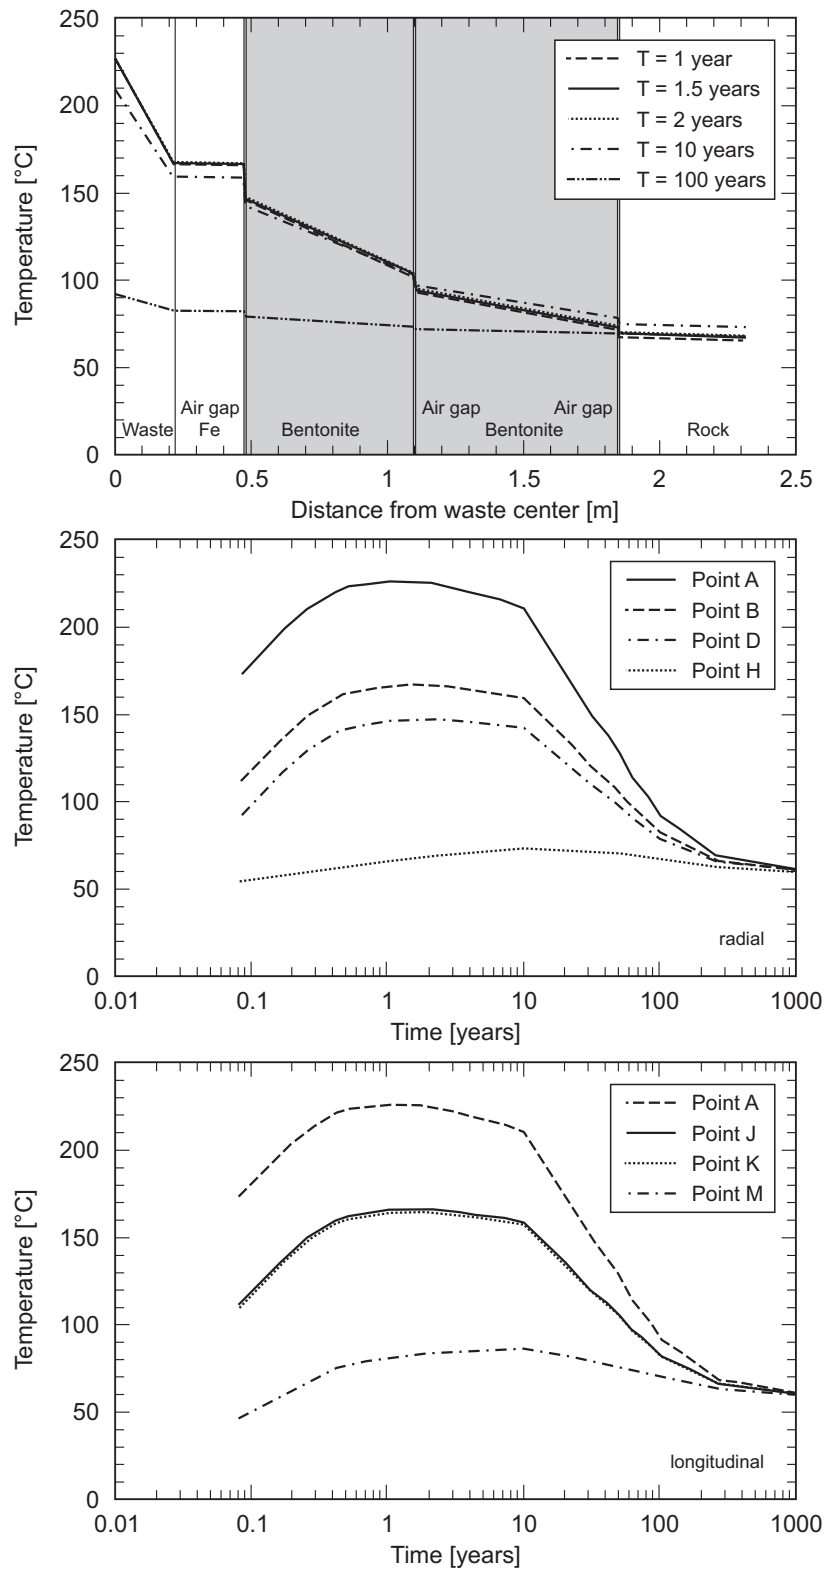 250
200
150
100
50
0
Temperature [°C]
T = 1 year
T = 1.5 years
T = 2 years
T = 10 years
T = 100 years
Air gap
Air gap
Air gap
Waste
Fe
Bentonite
Bentonite
Rock
0 0.5 1 1.5 2 2.5
Distance from waste center [m]
250
200
150
100
50
0
Temperature [°C]
Point A
Point B
Point D
Point H
radial
0.01 0.1 1 10 100 1000
Time [years]
250
200
150
100
50
0
Temperature [°C]
Point A
Point J
Point K
Point M
longitudinal
0.01 0.1 1 10 100 1000
Time [years]